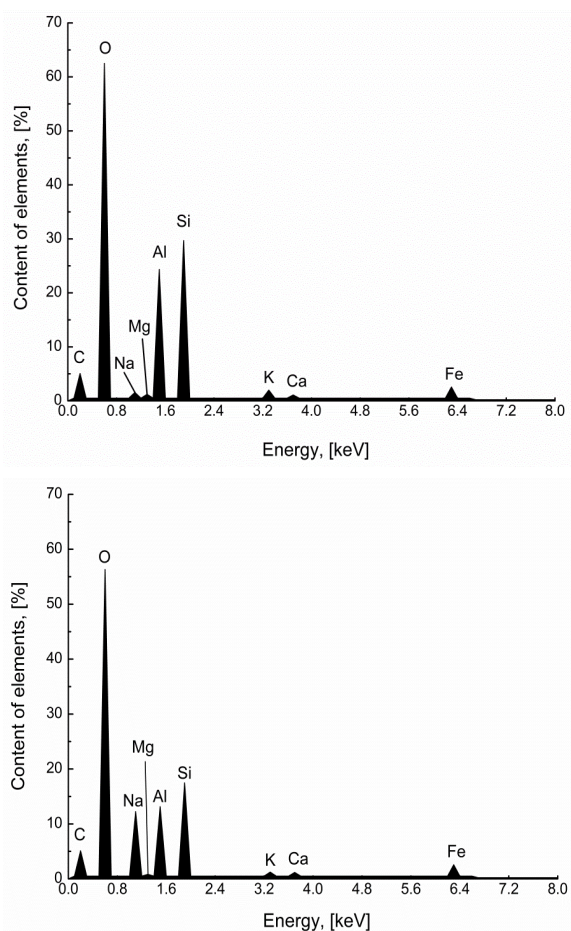 Content of elements, [%]
70
60
50
40
30
20
10
0
O
Si
Al
Mg
Na
C
K
Ca
Fe
0.0 0.8 1.6 2.4 3.2 4.0 4.8 5.6 6.4 7.2 8.0
Energy, [keV]
Content of elements, [%]
70
60
50
40
30
20
10
0
O
Mg
Si
Na
Al
C
K
Ca
Fe
0.0 0.8 1.6 2.4 3.2 4.0 4.8 5.6 6.4 7.2 8.0
Energy, [keV]